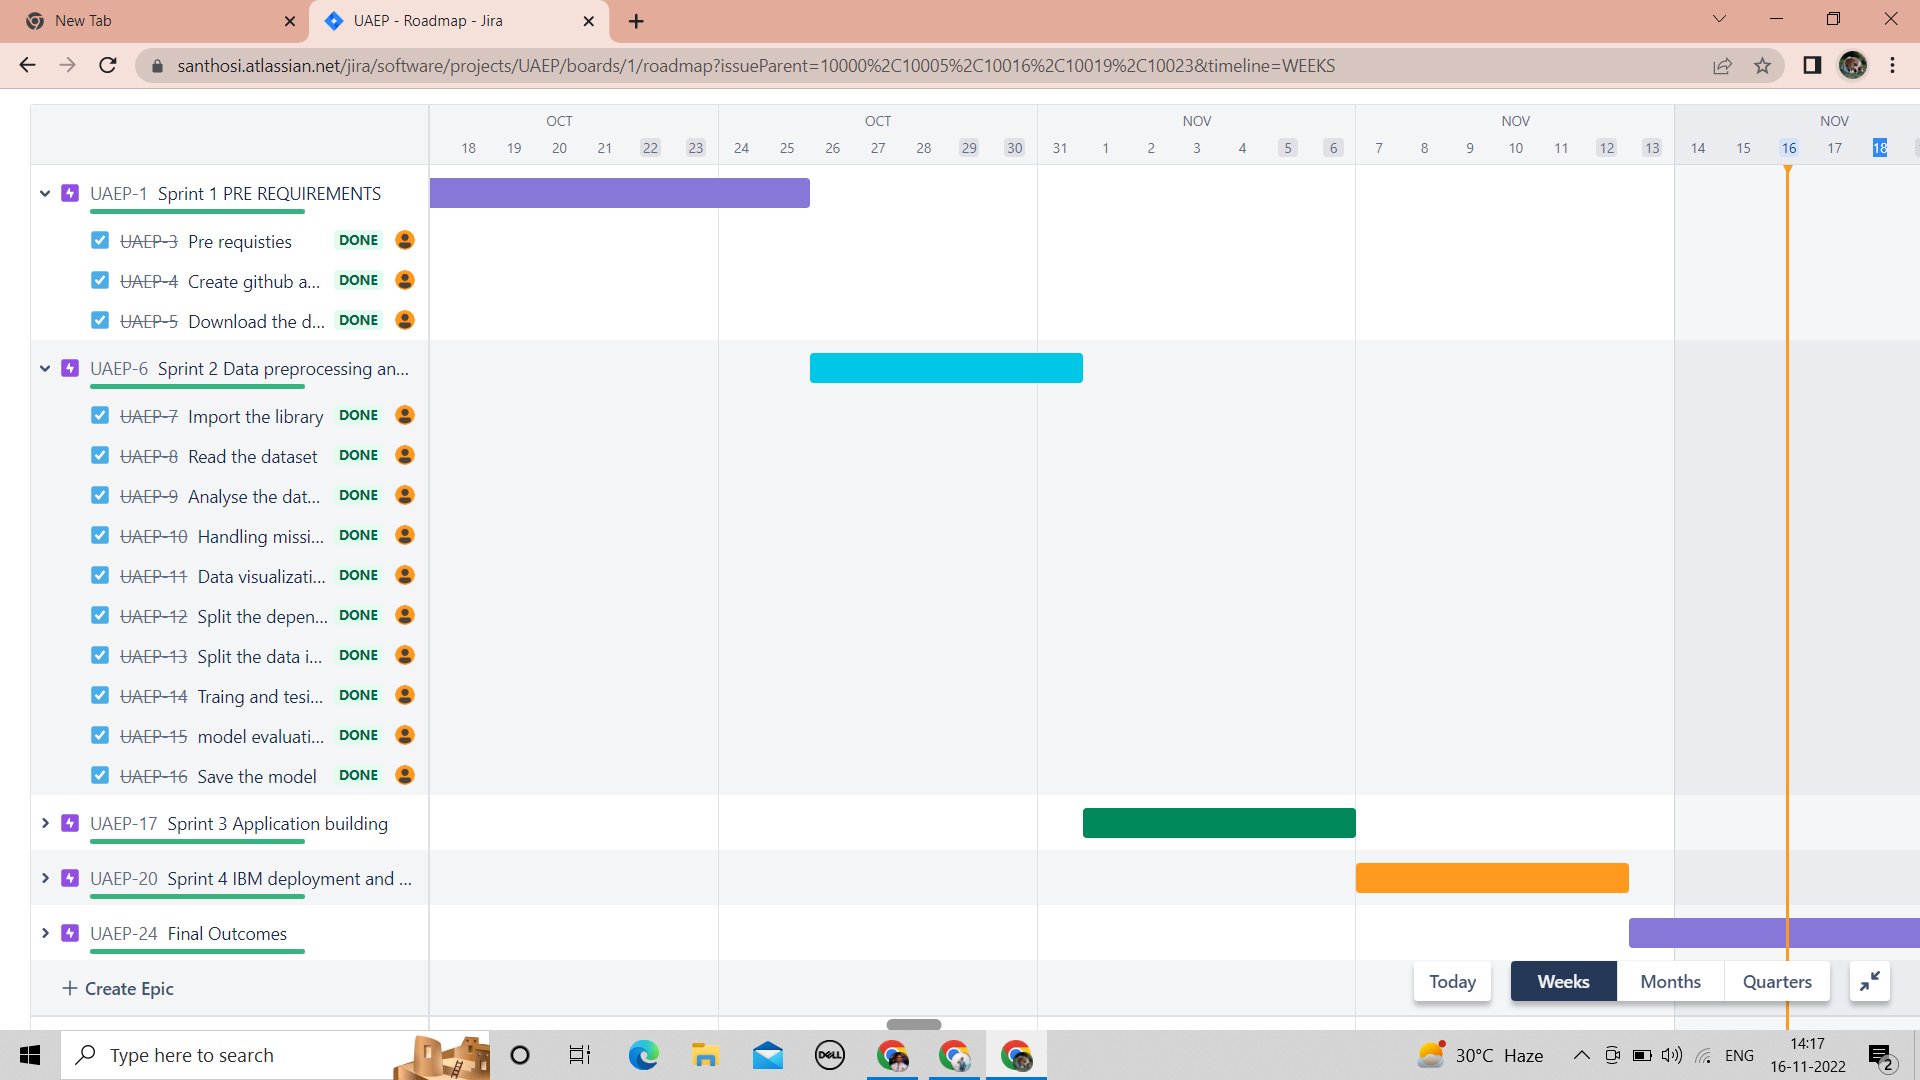 New Tab
UAEP - Roadmap - Jira
santhosi.atlassian.net/jira/software/projects/UAEP/boards/1/roadmap?issueParent=10000%2C10005%2C10016%2C10019%2C10023&timeline=WEEKS
OCT OCT NOV NOV NOV
18 19 20 21 22 23 24 25 26 27 28 29 30 31 1 2 3 4 5 6 7 8 9 10 11 12 13 14 15 16 17 18
UAEP-1 Sprint 1 PRE REQUIREMENTS
UAEP-3 Pre requisties DONE
UAEP-4 Create github a... DONE
UAEP-5 Download the d... DONE
UAEP-6 Sprint 2 Data preprocessing an...
UAEP-7 Import the library DONE
UAEP-8 Read the dataset DONE
UAEP-9 Analyse the dat... DONE
UAEP-10 Handling missi... DONE
UAEP-11 Data visualizati... DONE
UAEP-12 Split the depen... DONE
UAEP-13 Split the data i... DONE
UAEP-14 Traing and tesi... DONE
UAEP-15 model evaluati... DONE
UAEP-16 Save the model DONE
UAEP-17 Sprint 3 Application building
UAEP-20 Sprint 4 IBM deployment and ...
UAEP-24 Final Outcomes
+ Create Epic
Today Weeks Months Quarters
Type here to search
DELL
30°C Haze
ENG
14:17
16-11-2022
2